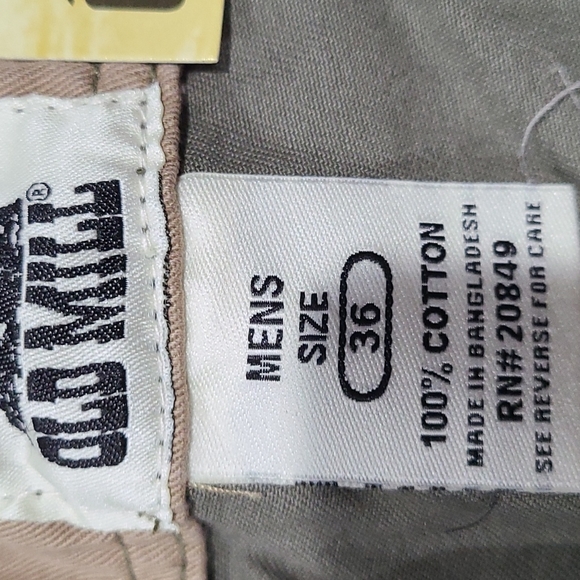 OLD MILL®
MENS
SIZE
36
100% COTTON
MADE IN BANGLADESH
RN# 20849
SEE REVERSE FOR CARE